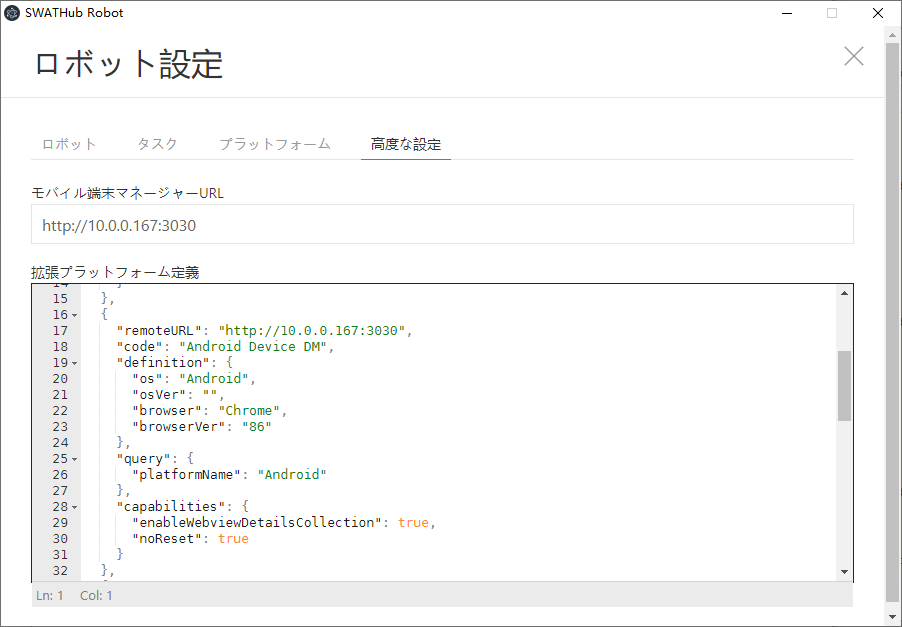 SWATHub Robot
ロボット設定
ロボット タスク プラットフォーム 高度な設定
モバイル端末マネージャーURL
http://10.0.0.167:3030
拡張プラットフォーム定義
14 }
15 },
16 {
17 "remoteURL": "http://10.0.0.167:3030",
18 "code": "Android Device DM",
19 "definition": {
20 "os": "Android",
21 "osVer": "",
22 "browser": "Chrome",
23 "browserVer": "86"
24 },
25 "query": {
26 "platformName": "Android"
27 },
28 "capabilities": {
29 "enableWebviewDetailsCollection": true,
30 "noReset": true
31 }
32 },
Ln: 1 Col: 1